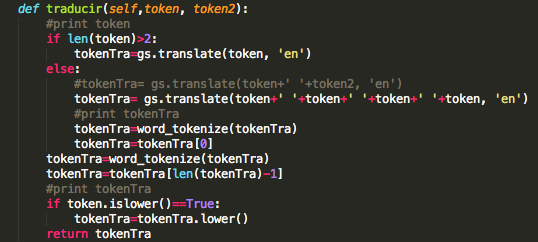 def traducir(self,token, token2):
    #print token
    if len(token)>2:
        tokenTra=gs.translate(token, 'en')
    else:
        #tokenTra= gs.translate(token+' '+token2, 'en')
        tokenTra= gs.translate(token+' '+token+' '+token+' '+token, 'en')
        #print tokenTra
        tokenTra=word_tokenize(tokenTra)
        tokenTra=tokenTra[0]
    tokenTra=word_tokenize(tokenTra)
    tokenTra=tokenTra[len(tokenTra)-1]
    #print tokenTra
    if token.islower()==True:
        tokenTra=tokenTra.lower()
    return tokenTra